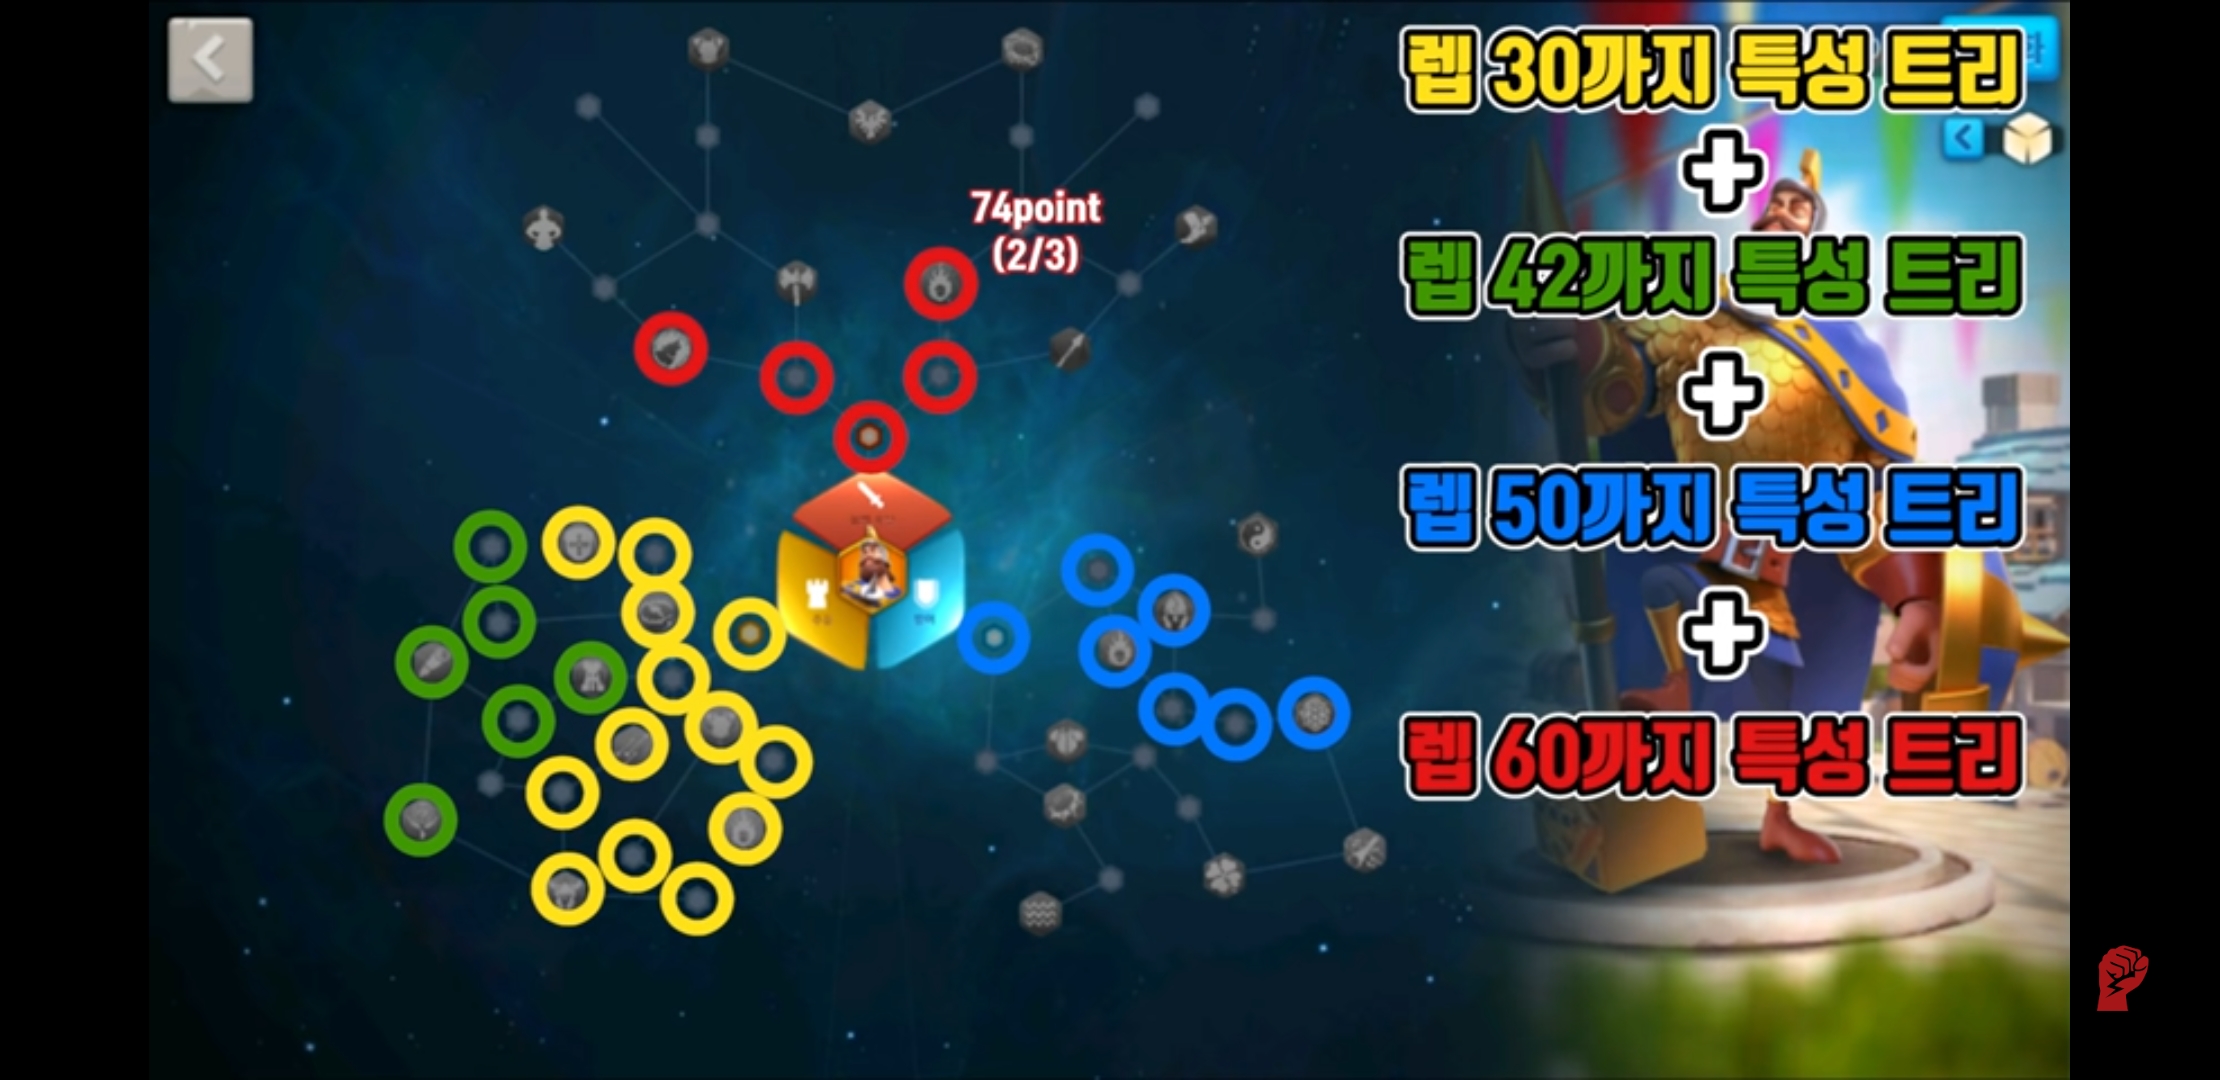 렙 30까지 특성 트리
+
렙 42까지 특성 트리
+
렙 50까지 특성 트리
+
렙 60까지 특성 트리
74point
(2/3)